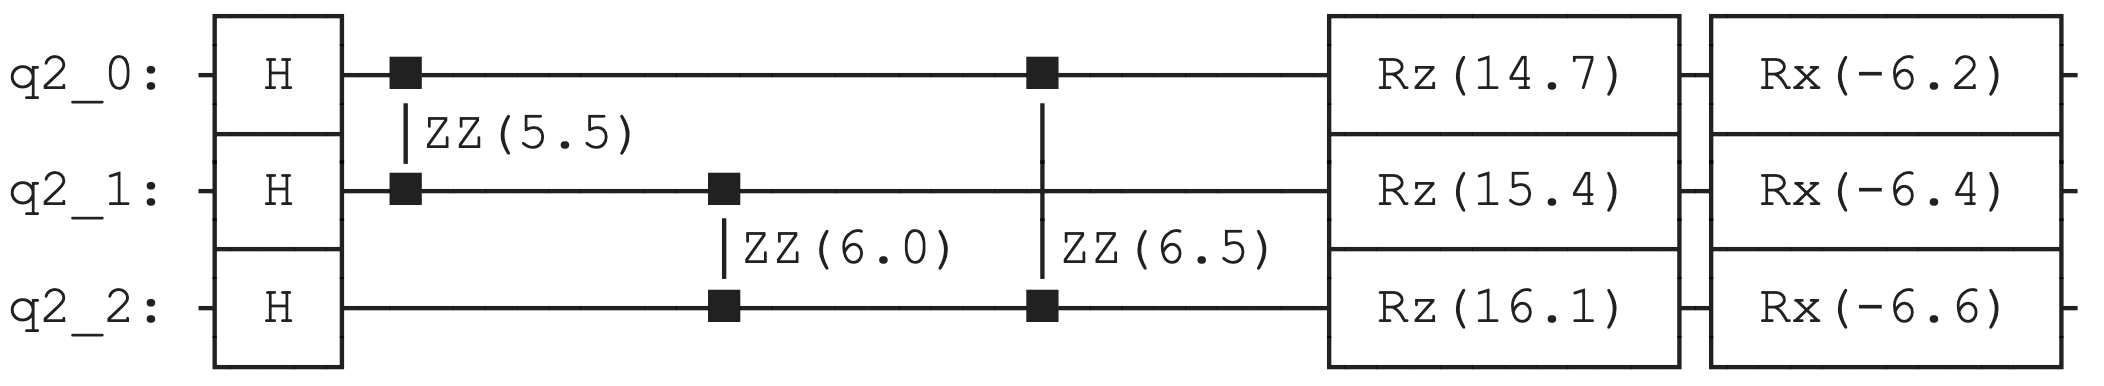 q2_0: H Rz(14.7) Rx(-6.2)
ZZ(5.5)
q2_1: H Rz(15.4) Rx(-6.4)
ZZ(6.0) ZZ(6.5)
q2_2: H Rz(16.1) Rx(-6.6)